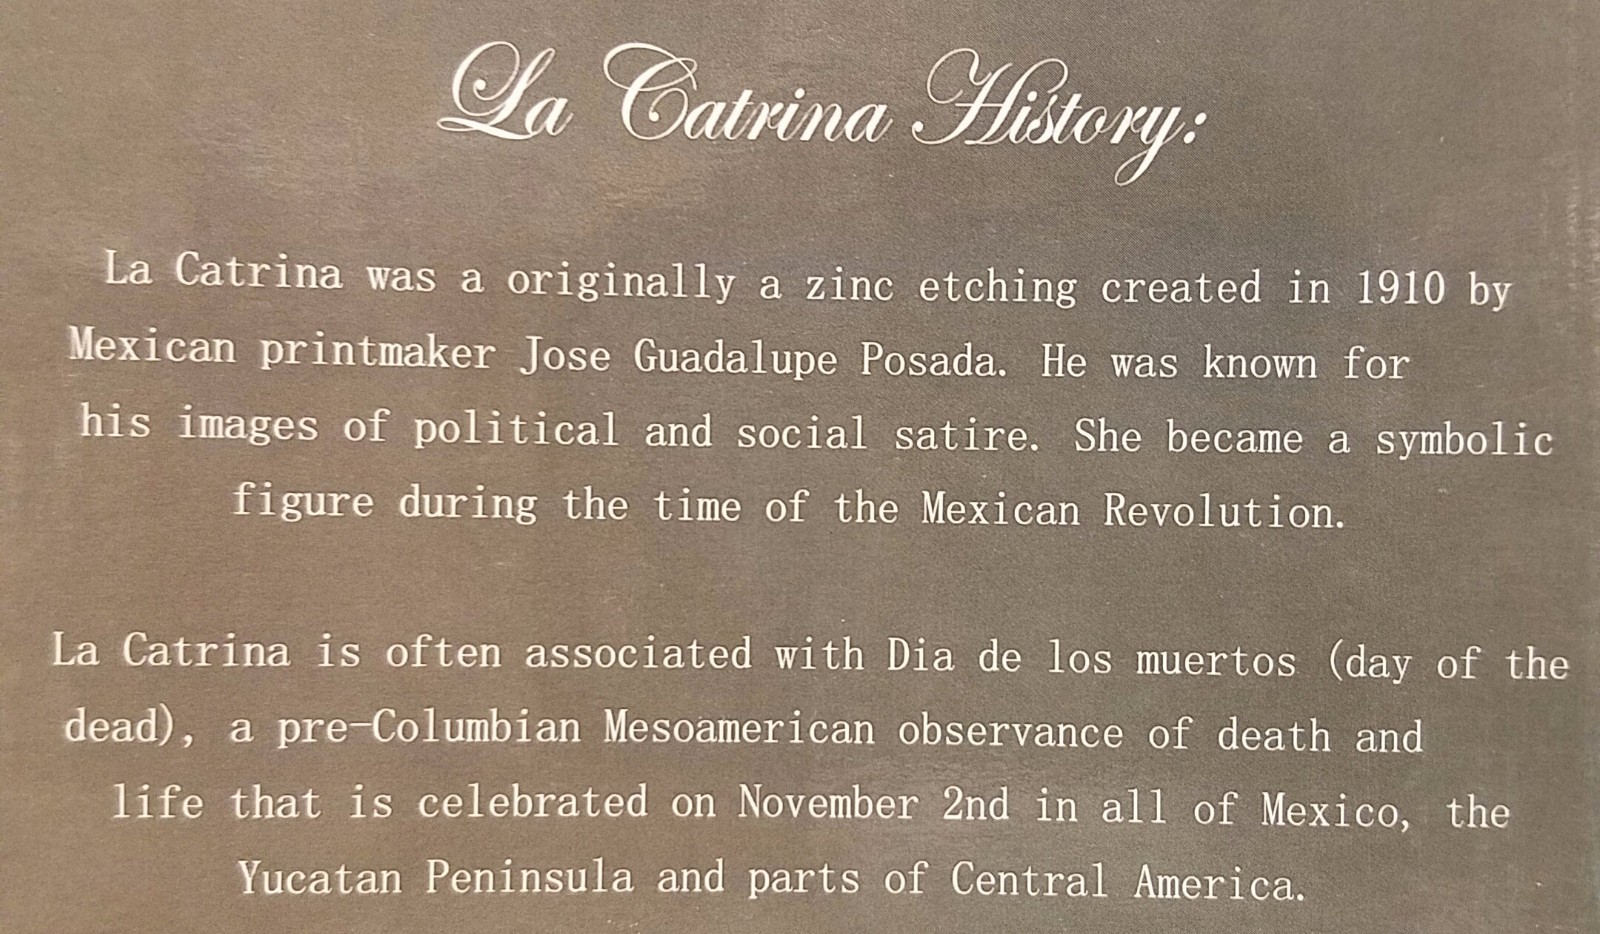 La Catrina History:
La Catrina was a originally a zinc etching created in 1910 by
Mexican printmaker Jose Guadalupe Posada. He was known for
his images of political and social satire. She became a symbolic
figure during the time of the Mexican Revolution.
La Catrina is often associated with Dia de los muertos (day of the
dead), a pre-Columbian Mesoamerican observance of death and
life that is celebrated on November 2nd in all of Mexico, the
Yucatan Peninsula and parts of Central America.